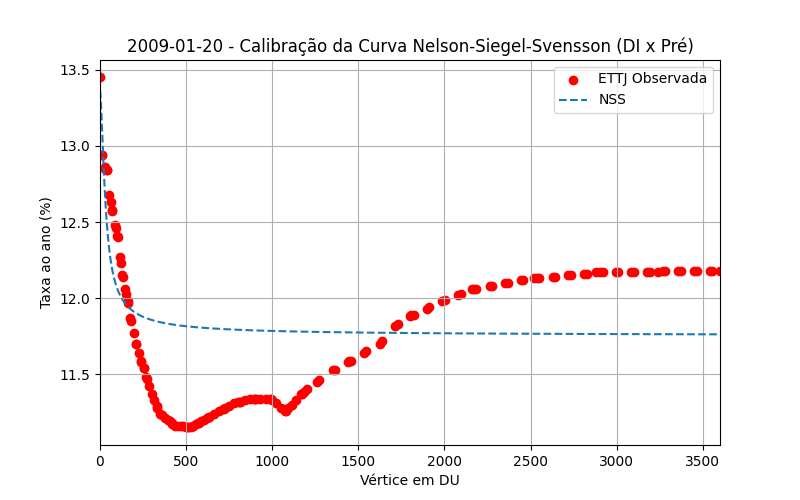 2009-01-20 - Calibração da Curva Nelson-Siegel-Svensson (DI x Pré)
ETTJ Observada
NSS
Taxa ao ano (%)
13.5
13.0
12.5
12.0
11.5
0 500 1000 1500 2000 2500 3000 3500
Vértice em DU